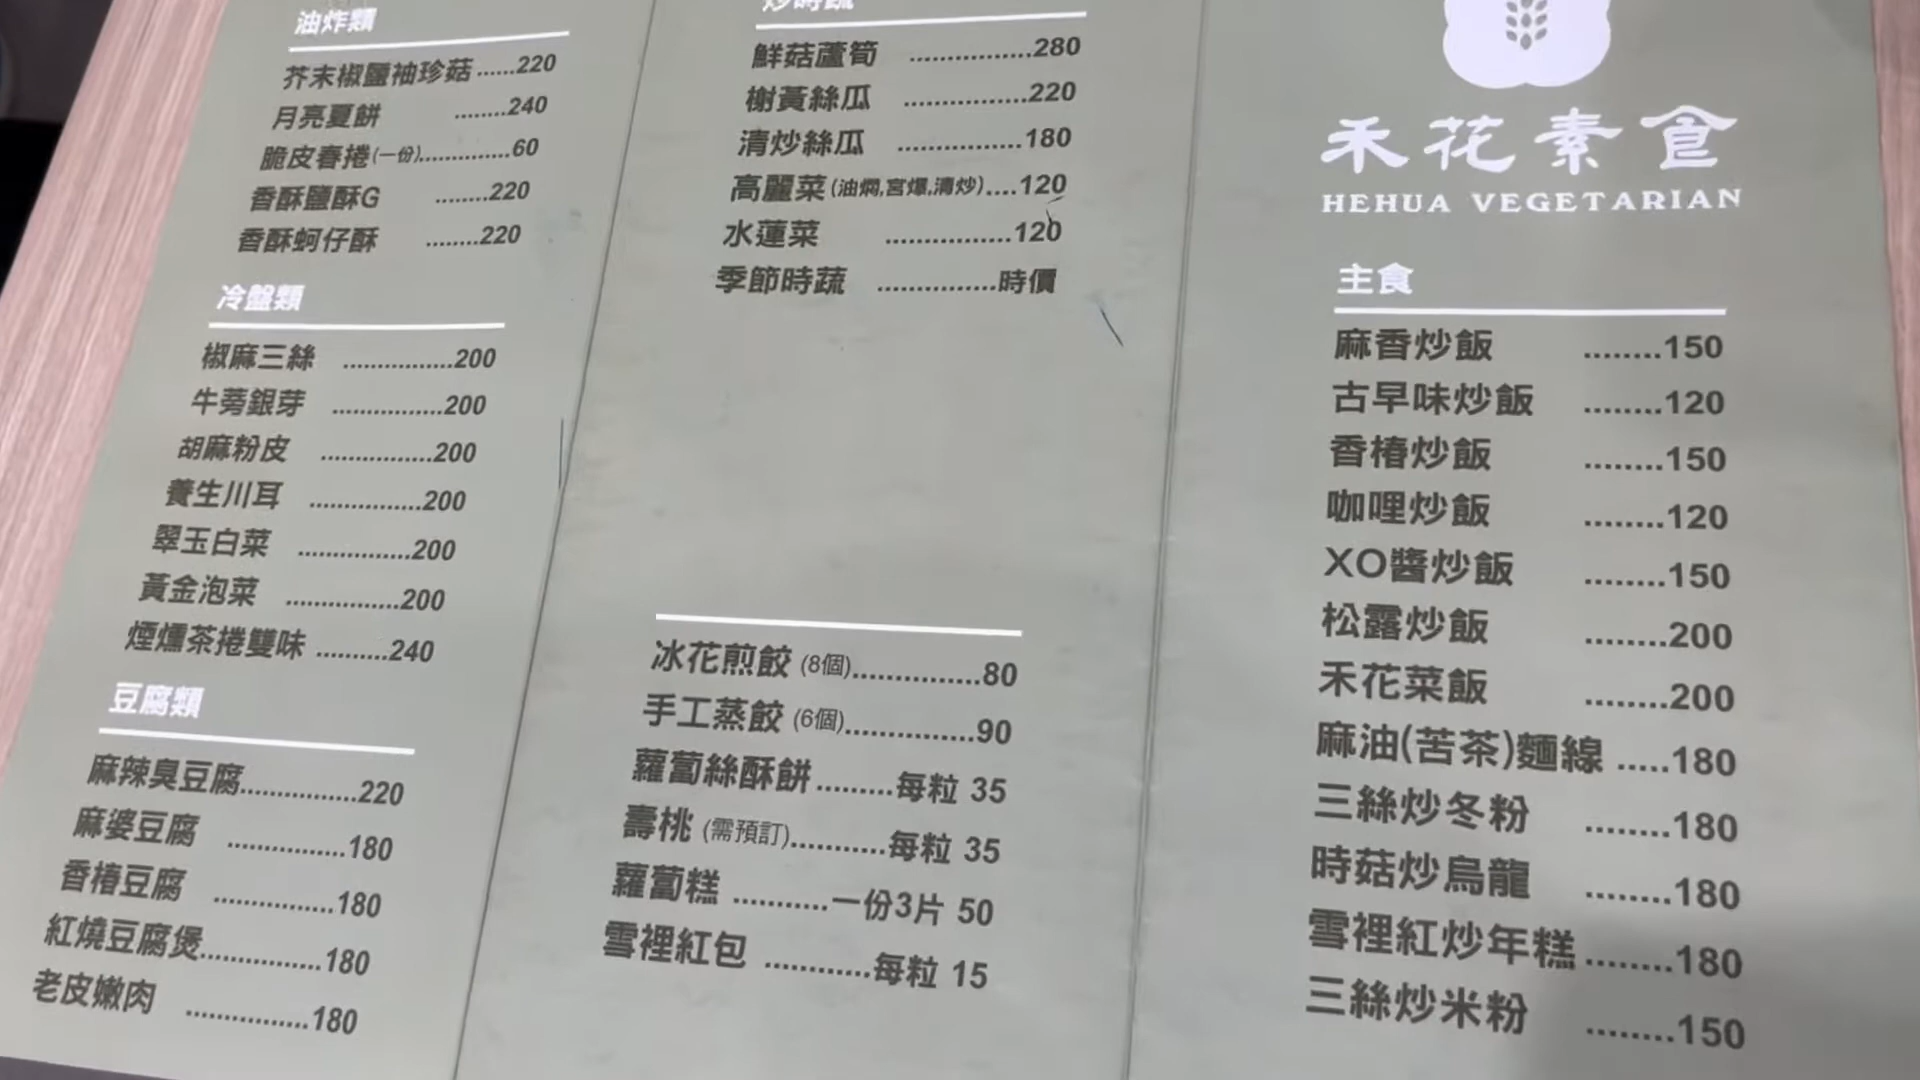 油炸類
芥末椒鹽袖珍菇......220
月亮夏餅 ........240
脆皮春捲(一份)..............60
香酥鹽酥G ........220
香酥蚵仔酥 ........220
冷盤類
椒麻三絲 ................200
牛蒡銀芽 ................200
胡麻粉皮 ................200
養生川耳 ................200
翠玉白菜 ................200
黃金泡菜 ................200
煙燻茶捲雙味 ..........240
豆腐類
麻辣臭豆腐................220
麻婆豆腐 ................180
香椿豆腐 ................180
紅燒豆腐煲................180
老皮嫩肉 ................180
炒時蔬
鮮菇蘆筍 ................280
榭黃絲瓜 ................220
清炒絲瓜 ................180
高麗菜(油燜,宮爆,清炒)....120
水蓮菜 ................120
季節時蔬 ...............時價
冰花煎餃 (8個)................80
手工蒸餃 (6個)................90
蘿蔔絲酥餅.........每粒 35
壽桃 (需預訂)...........每粒 35
蘿蔔糕 ...........一份3片 50
雪裡紅包 ............每粒 15
禾花素食
HEHUA VEGETARIAN
主食
麻香炒飯 ........150
古早味炒飯 ........120
香椿炒飯 ........150
咖哩炒飯 ........120
XO醬炒飯 ........150
松露炒飯 ........200
禾花菜飯 ........200
麻油(苦茶)麵線 .....180
三絲炒冬粉 ........180
時菇炒烏龍 ........180
雪裡紅炒年糕........180
三絲炒米粉 ........150